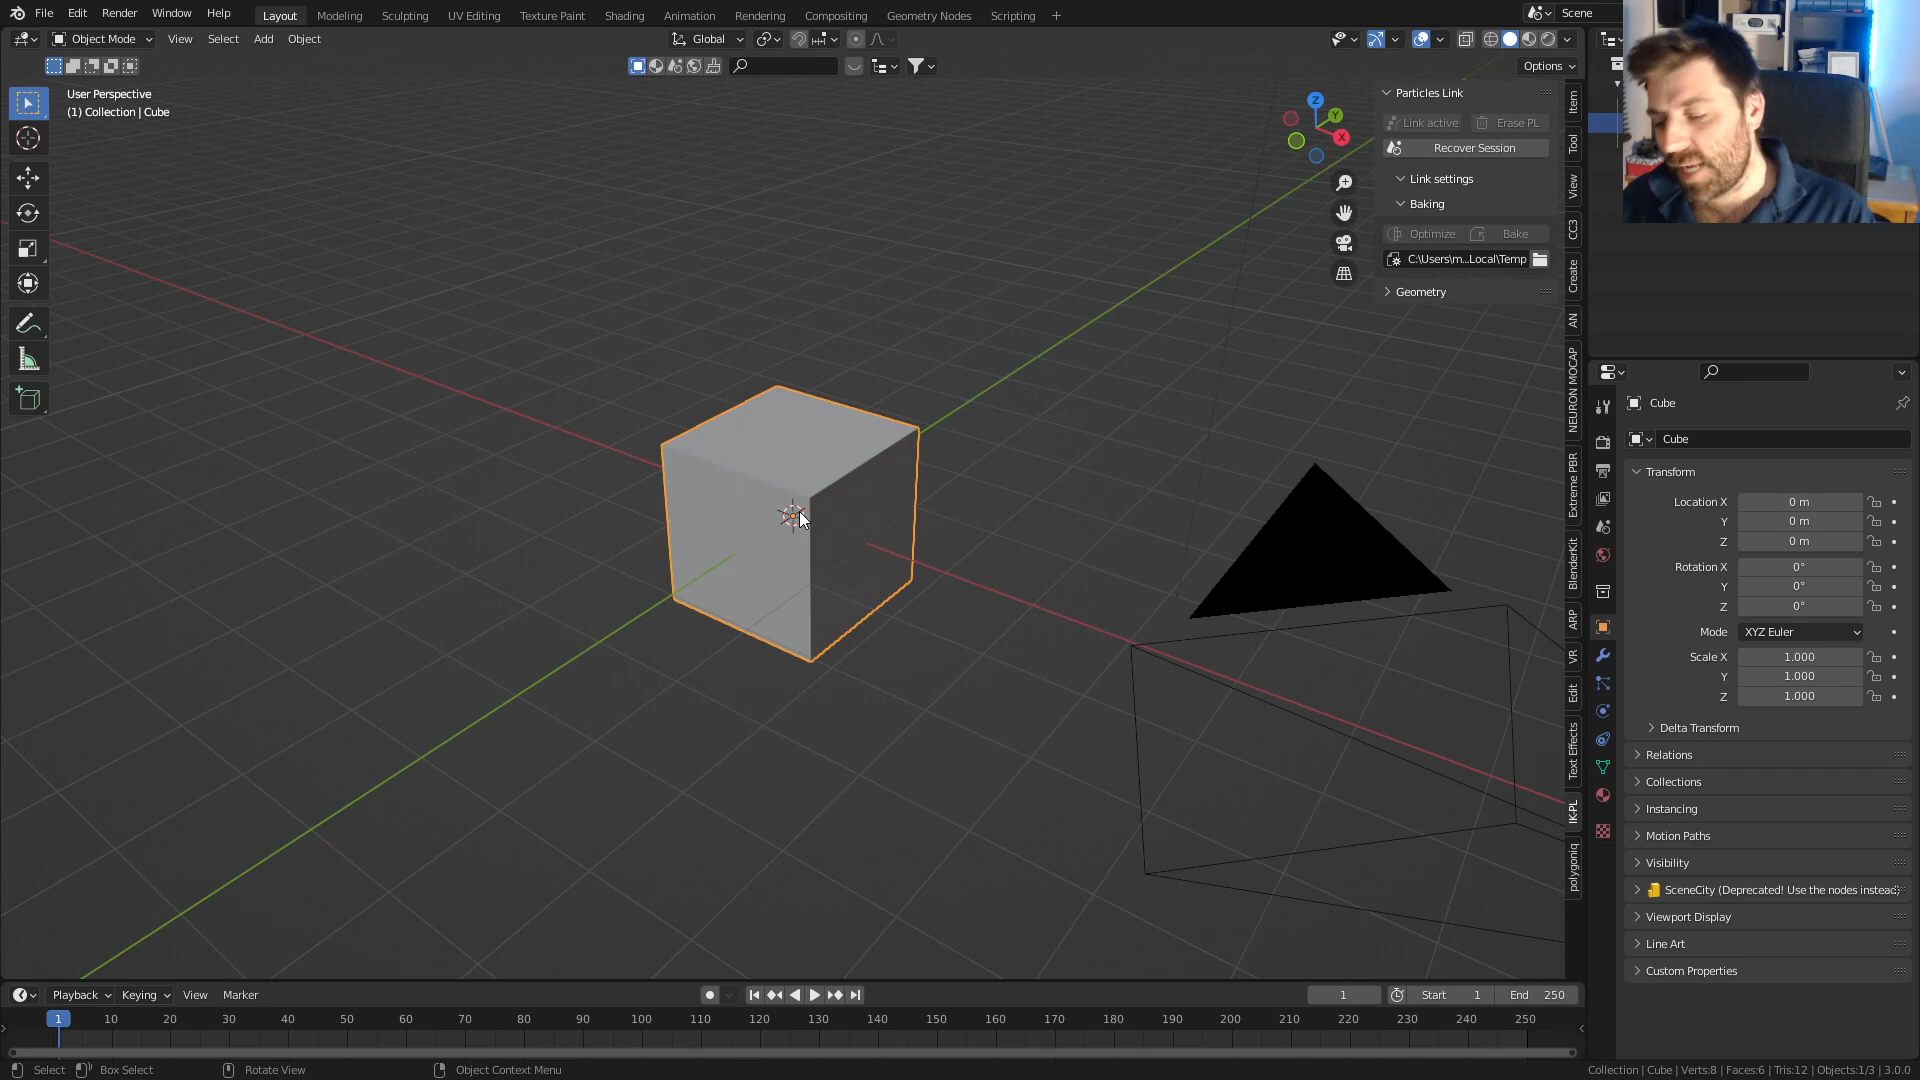 File Edit Render Window Help
Layout Modeling Sculpting UV Editing Texture Paint Shading Animation Rendering Compositing Geometry Nodes Scripting +
Scene
Object Mode View Select Add Object
Global
Options
User Perspective
(1) Collection | Cube
Z
Y
X
Particles Link
Link active Erase PL
Recover Session
Link settings
Baking
Optimize Bake
C:\Users\m...Local\Temp
Geometry
Item
Tool
View
CC3
Create
AN
NEURON MOCAP
Extreme PBR
BlenderKit
ARP
VR
Edit
Text Effects
IK-PL
polygoniq
Cube
Cube
Transform
Location X 0 m
Y 0 m
Z 0 m
Rotation X 0°
Y 0°
Z 0°
Mode XYZ Euler
Scale X 1.000
Y 1.000
Z 1.000
Delta Transform
Relations
Collections
Instancing
Motion Paths
Visibility
SceneCity (Deprecated! Use the nodes instead
Viewport Display
Line Art
Custom Properties
Playback Keying View Marker
1 Start 1 End 250
1 10 20 30 40 50 60 70 80 90 100 110 120 130 140 150 160 170 180 190 200 210 220 230 240 250
Select Box Select Rotate View Object Context Menu
Collection | Cube | Verts:8 | Faces:6 | Tris:12 | Objects:1/3 | 3.0.0